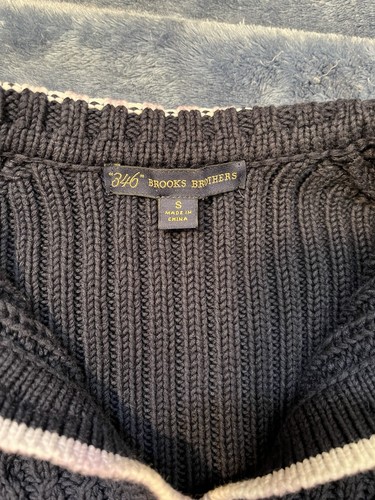 "346" BROOKS BROTHERS
S
MADE IN
CHINA